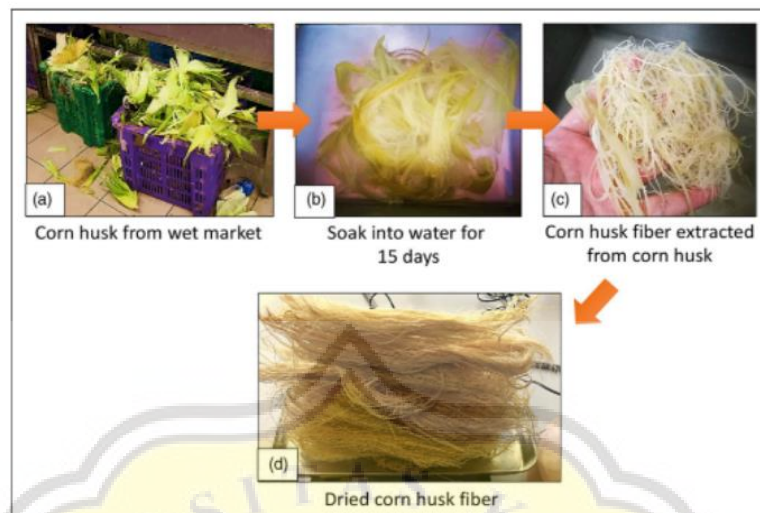 (a)
Corn husk from wet market
(b)
Soak into water for
15 days
(c)
Corn husk fiber extracted
from corn husk
(d)
Dried corn husk fiber